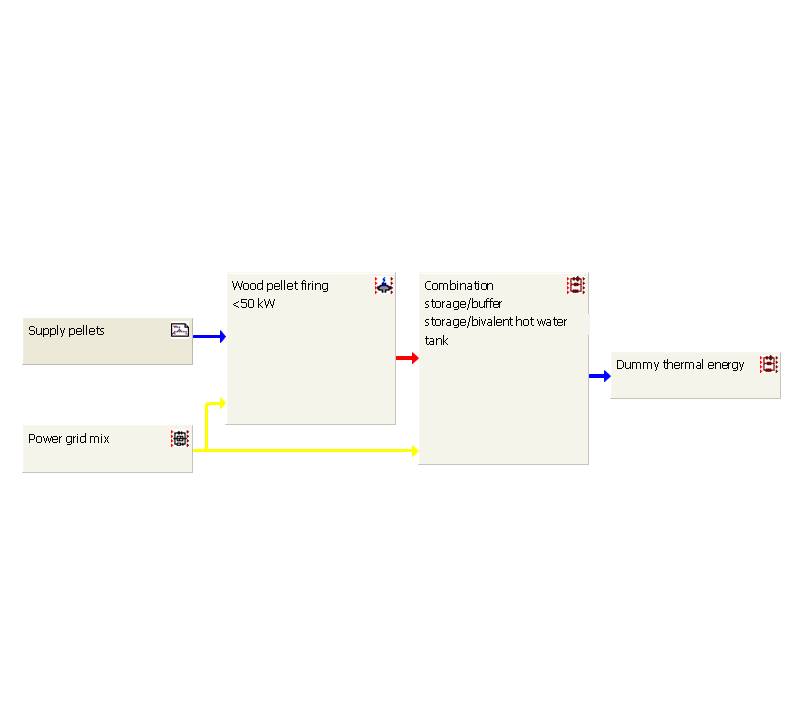 Wood pellet firing
<50 kW
Combination
storage/buffer
storage/bivalent hot water
tank
Supply pellets
Dummy thermal energy
Power grid mix